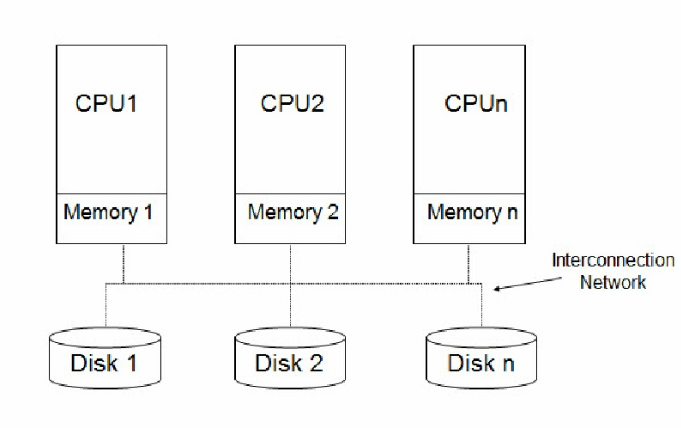 CPU1
CPU2
CPUn
Memory 1
Memory 2
Memory n
Interconnection
Network
Disk 1
Disk 2
Disk n